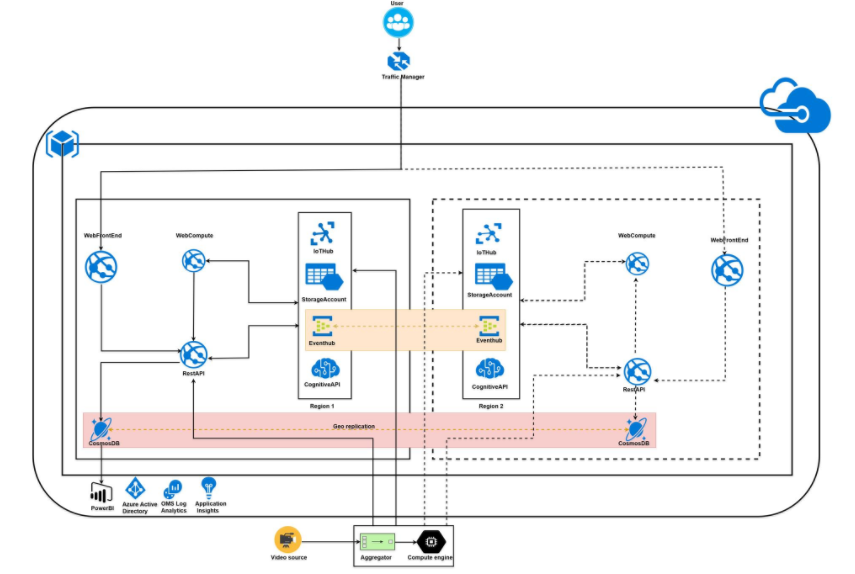 User
Traffic Manager
WebFrontEnd
WebCompute
IoTHub
StorageAccount
Eventhub
RestAPI
CognitiveAPI
Region 1
IoTHub
StorageAccount
Eventhub
CognitiveAPI
Region 2
WebCompute
WebFrontEnd
RestAPI
Geo replication
CosmosDB
CosmosDB
PowerBI
Azure Active
Directory
OMS Log
Analytics
Application
Insights
Video source
Aggregator
Compute engine